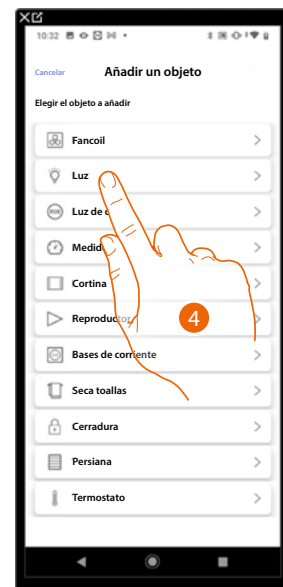 10:32
Cancelar Añadir un objeto
Elegir el objeto a añadir
Fancoil
Luz
Luz de
Medid
Cortina
Reproductor
4
Bases de corriente
Seca toallas
Cerradura
Persiana
Termostato